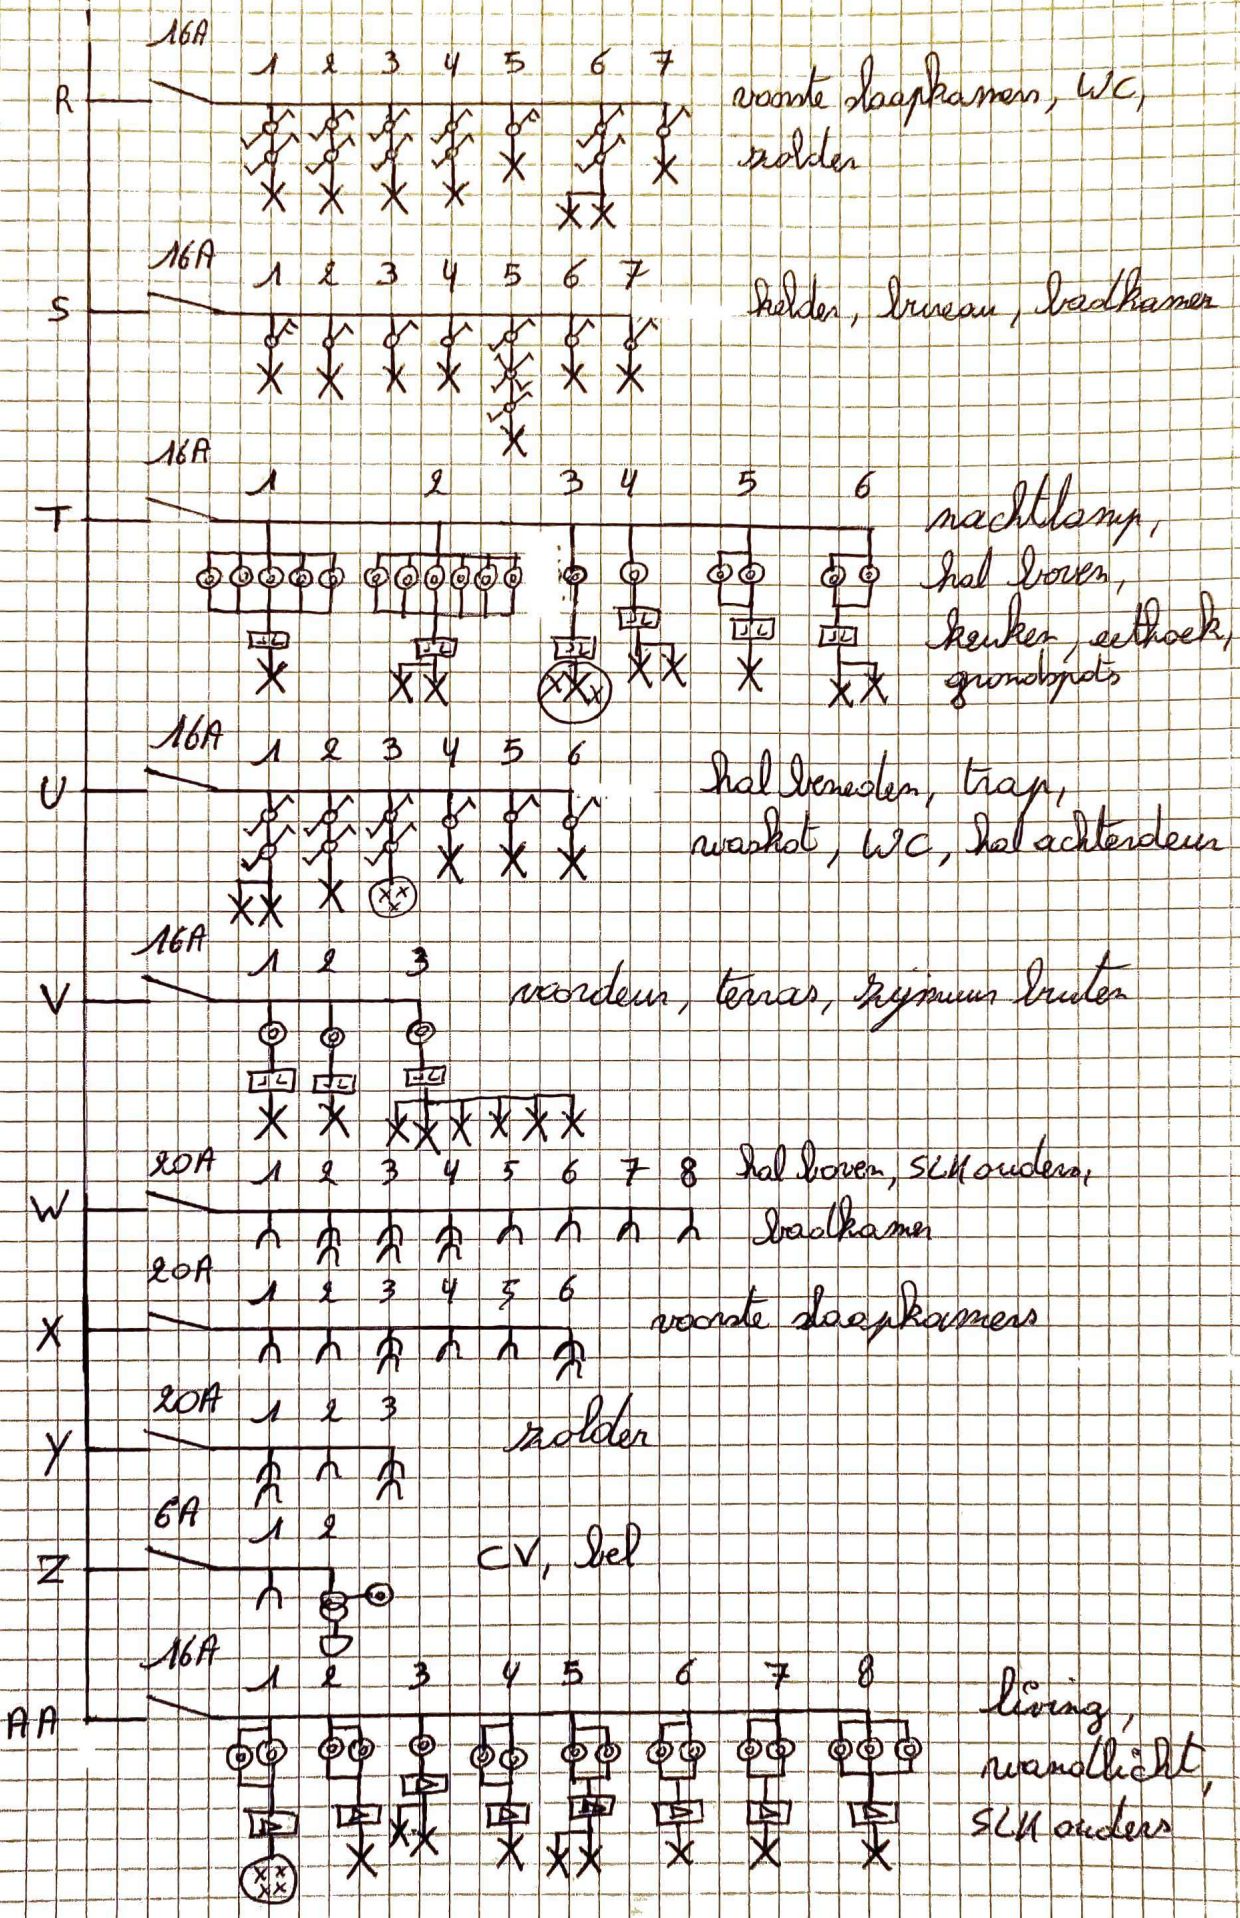 16A
1 2 3 4 5 6 7
R voorste slaapkamers, WC,
zolder
16A
1 2 3 4 5 6 7
S kelder, bureau, badkamer
16A
1 2 3 4 5 6
T nachtlamp,
hal boven,
keuken, eethoek,
grondspots
16A
1 2 3 4 5 6
U hal beneden, trap,
waskot, WC, hal achterdeur
16A
1 2 3
V voordeur, terras, zijmuur buiten
20A
1 2 3 4 5 6 7 8 hal boven, SLK ouders,
W badkamer
20A
1 2 3 4 5 6
X voorste slaapkamers
20A
1 2 3
Y zolder
6A
1 2
Z CV, bel
16A
1 2 3 4 5 6 7 8
AA living,
wandlicht,
SLK ouders